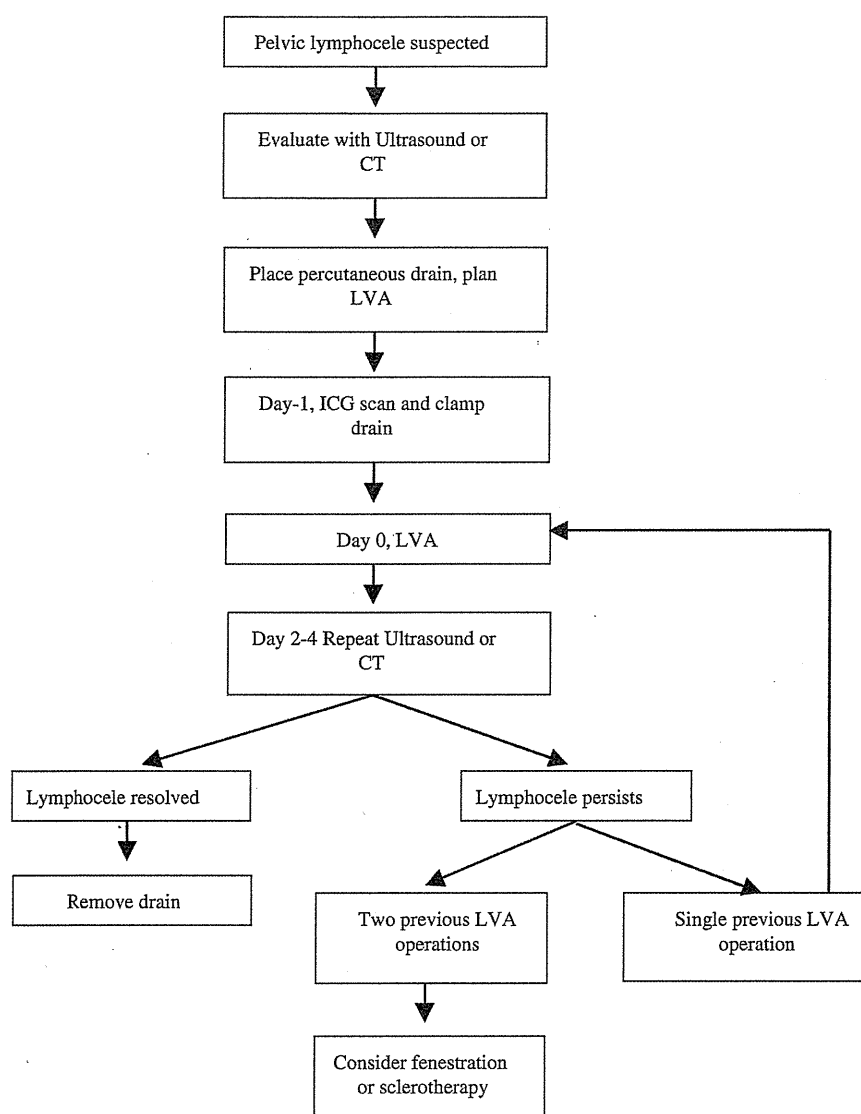 Pelvic lymphocele suspected
Evaluate with Ultrasound or
CT
Place percutaneous drain, plan
LVA
Day-1, ICG scan and clamp
drain
Day 0, LVA
Day 2-4 Repeat Ultrasound or
CT
Lymphocele resolved
Lymphocele persists
Remove drain
Two previous LVA
operations
Single previous LVA
operation
Consider fenestration
or sclerotherapy